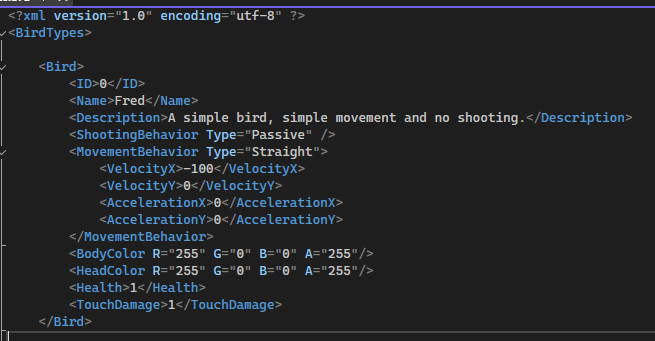 <?xml version="1.0" encoding="utf-8" ?>
<BirdTypes>
<Bird>
<ID>0</ID>
<Name>Fred</Name>
<Description>A simple bird, simple movement and no shooting.</Description>
<ShootingBehavior Type="Passive" />
<MovementBehavior Type="Straight">
<VelocityX>-100</VelocityX>
<VelocityY>0</VelocityY>
<AccelerationX>0</AccelerationX>
<AccelerationY>0</AccelerationY>
</MovementBehavior>
<BodyColor R="255" G="0" B="0" A="255"/>
<HeadColor R="255" G="0" B="0" A="255"/>
<Health>1</Health>
<TouchDamage>1</TouchDamage>
</Bird>